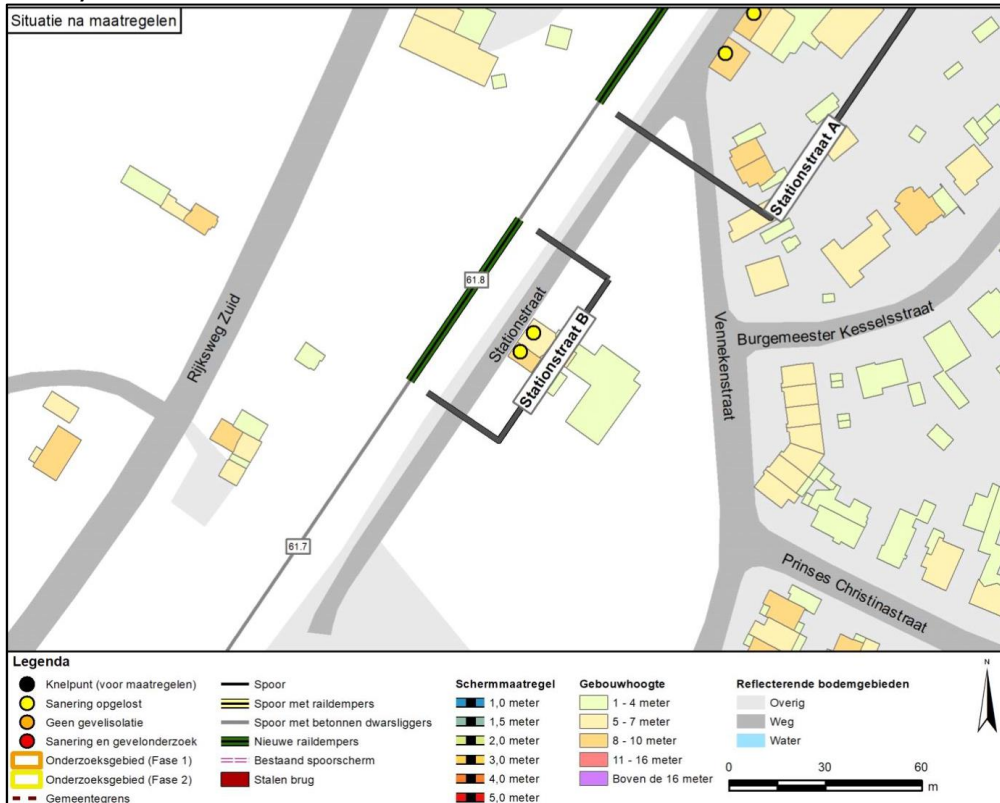 Situatie na maatregelen
Stationstraat A
61.8
Stationstraat
Rijksweg Zuid
Stationstraat B
Burgemeester Kesselsstraat
Vennekenstraat
61.7
Prinses Christinastraat
Legenda
Knelpunt (voor maatregelen)
Sanering opgelost
Geen gevelisolatie
Sanering en gevelonderzoek
Onderzoeksgebied (Fase 1)
Onderzoeksgebied (Fase 2)
Gemeentegrens
Spoor
Spoor met raildempers
Spoor met betonnen dwarsliggers
Nieuwe raildempers
Bestaand spoorscherm
Stalen brug
Schermmaatregel
1,0 meter
1,5 meter
2,0 meter
3,0 meter
4,0 meter
5,0 meter
Gebouwhoogte
1 - 4 meter
5 - 7 meter
8 - 10 meter
11 - 16 meter
Boven de 16 meter
Reflecterende bodemgebieden
Overig
Weg
Water
N
0 30 60
m